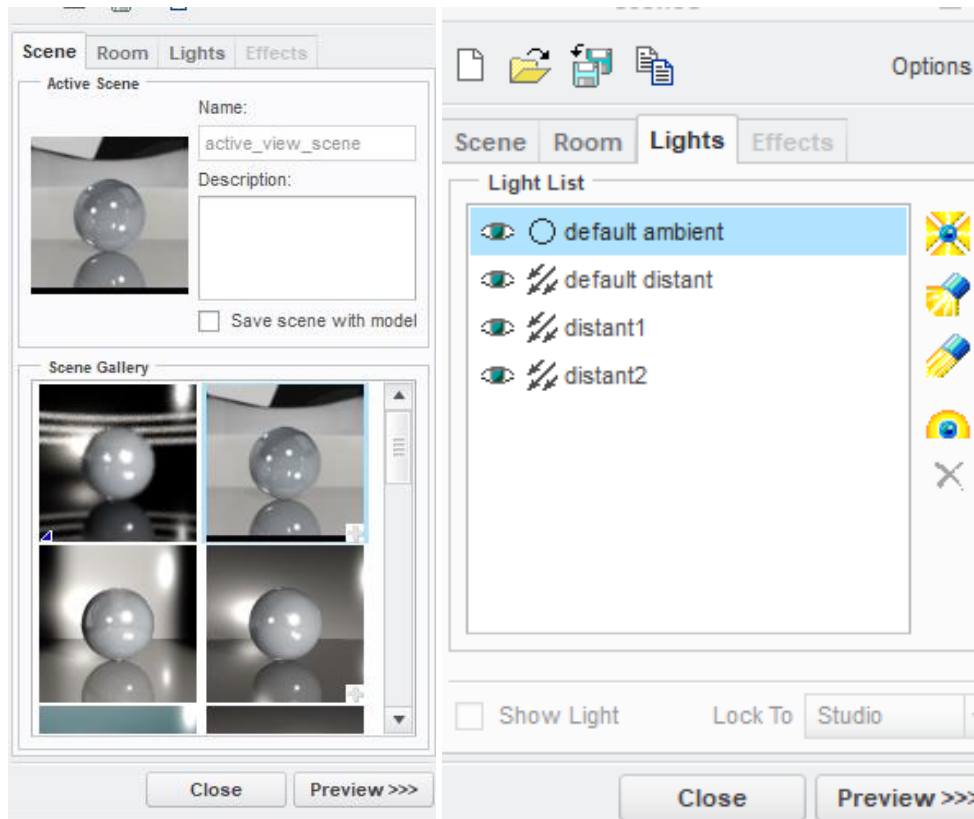 Scene Room Lights Effects
Active Scene
Name:
active_view_scene
Description:
Save scene with model
Scene Gallery
Close Preview >>>
Options
Scene Room Lights Effects
Light List
default ambient
default distant
distant1
distant2
Show Light Lock To Studio
Close Preview >>>